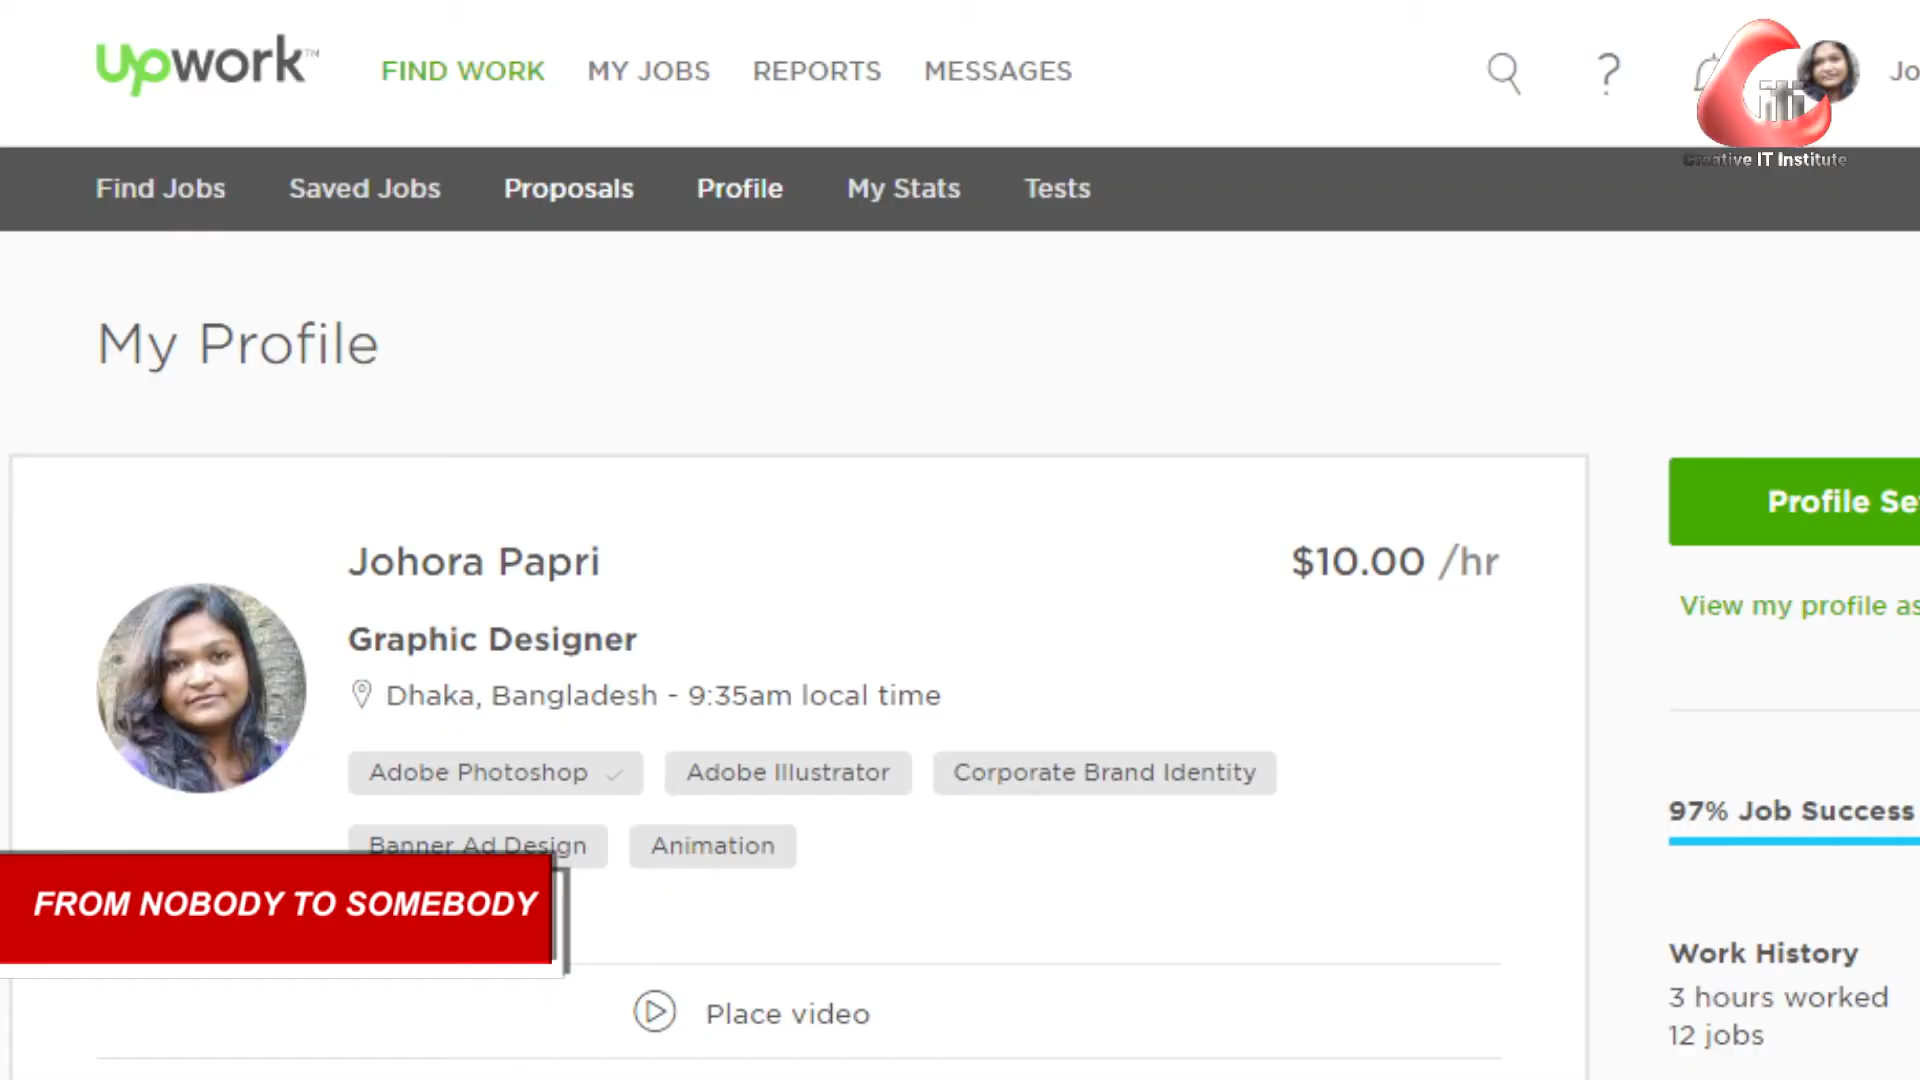 upwork™
FIND WORK MY JOBS REPORTS MESSAGES
Jo
Creative IT Institute
Find Jobs Saved Jobs Proposals Profile My Stats Tests
My Profile
Profile Se
Johora Papri $10.00 /hr
View my profile as
Graphic Designer
Dhaka, Bangladesh - 9:35am local time
Adobe Photoshop Adobe Illustrator Corporate Brand Identity
97% Job Success
Banner Ad Design Animation
FROM NOBODY TO SOMEBODY
Work History
3 hours worked
Place video
12 jobs